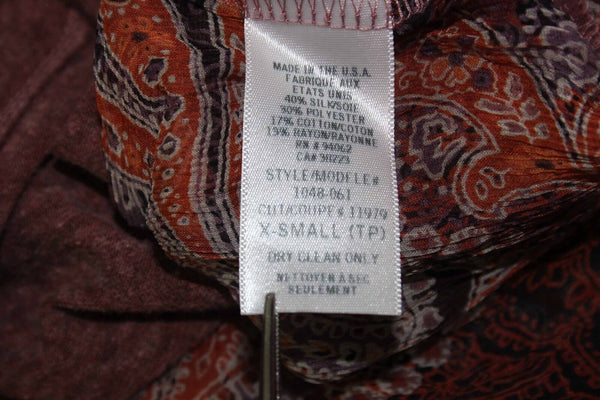 MADE IN THE U.S.A.
FABRIQUE AUX
ETATS UNIS
40% SILK/SOIE
30% POLYESTER
17% COTTON/COTON
13% RAYON/RAYONNE
RN# 94062
CA# 38223
STYLE/MODELE#
1048-061
CUT/COUPE# 11979
X-SMALL (TP)
DRY CLEAN ONLY
NETTOYER À SEC
SEULEMENT